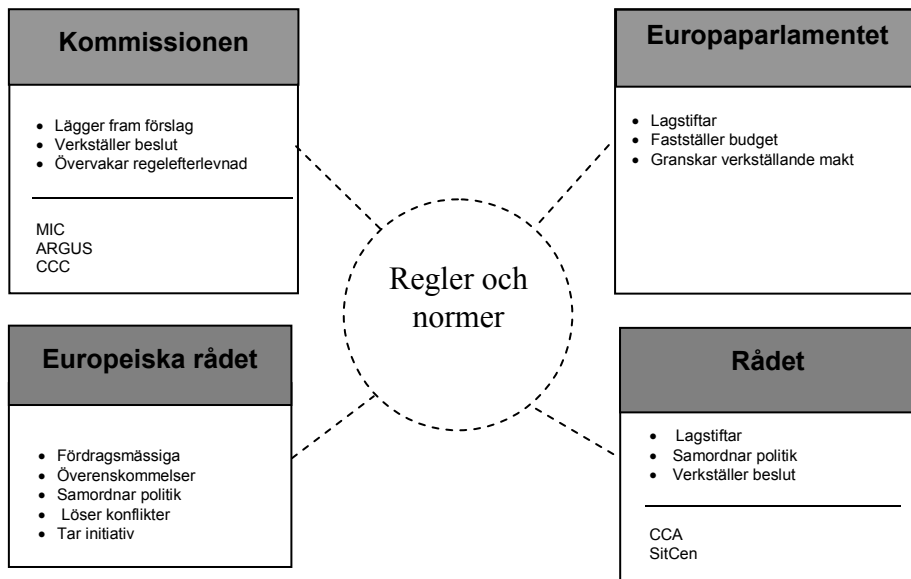 Kommissionen
• Lägger fram förslag
• Verkställer beslut
• Övervakar regelefterlevnad
MIC
ARGUS
CCC
Europaparlamentet
• Lagstiftar
• Fastställer budget
• Granskar verkställande makt
Regler och
normer
Europeiska rådet
• Fördragsmässiga
• Överenskommelser
• Samordnar politik
• Löser konflikter
• Tar initiativ
Rådet
• Lagstiftar
• Samordnar politik
• Verkställer beslut
CCA
SitCen